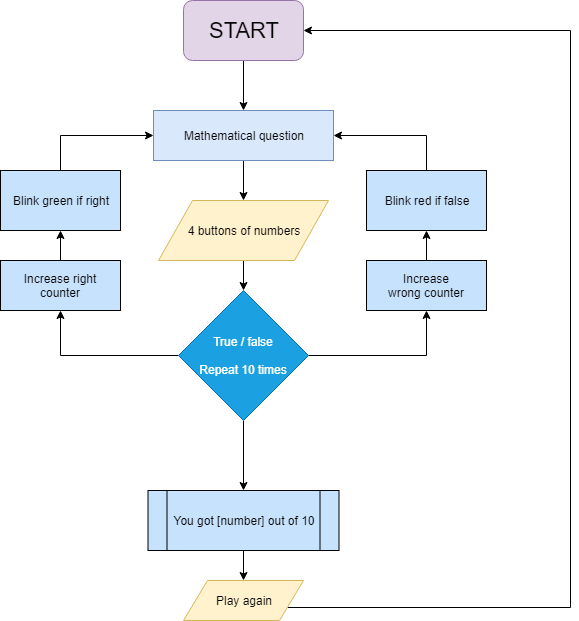 START
Mathematical question
Blink green if right
Blink red if false
4 buttons of numbers
Increase right
counter
Increase
wrong counter
True / false
Repeat 10 times
You got [number] out of 10
Play again